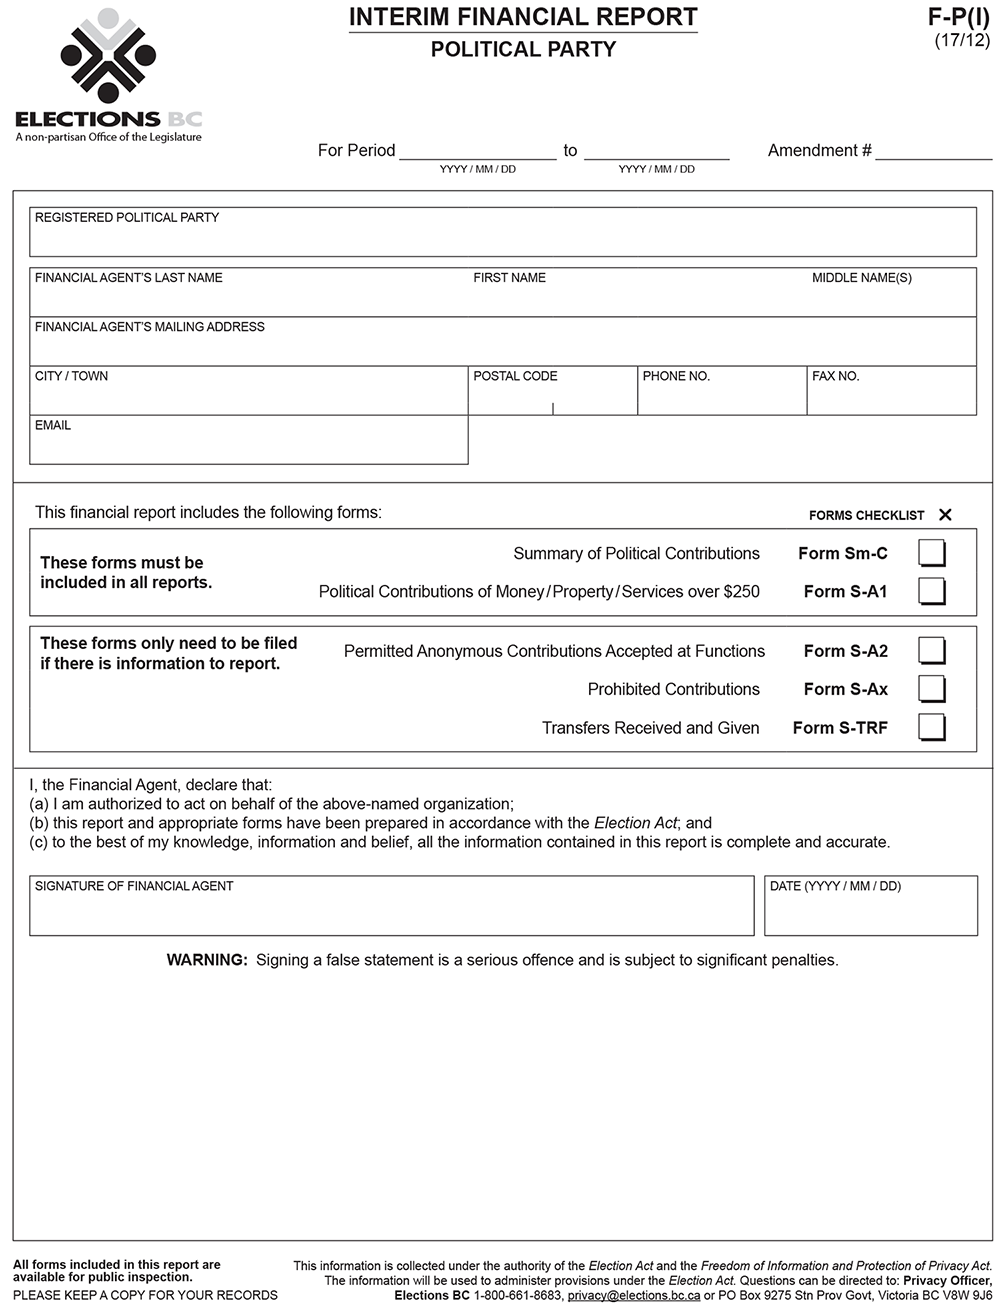 INTERIM FINANCIAL REPORT
POLITICAL PARTY
F-P(I)
(17/12)
ELECTIONS BC
A non-partisan Office of the Legislature
For Period to Amendment #
YYYY / MM / DD YYYY / MM / DD
REGISTERED POLITICAL PARTY
FINANCIAL AGENT'S LAST NAME FIRST NAME MIDDLE NAME(S)
FINANCIAL AGENT'S MAILING ADDRESS
CITY / TOWN POSTAL CODE PHONE NO. FAX NO.
EMAIL
This financial report includes the following forms: FORMS CHECKLIST ✕
These forms must be
included in all reports.
Summary of Political Contributions Form Sm-C
Political Contributions of Money/Property/Services over $250 Form S-A1
These forms only need to be filed
if there is information to report.
Permitted Anonymous Contributions Accepted at Functions Form S-A2
Prohibited Contributions Form S-Ax
Transfers Received and Given Form S-TRF
I, the Financial Agent, declare that:
(a) I am authorized to act on behalf of the above-named organization;
(b) this report and appropriate forms have been prepared in accordance with the Election Act; and
(c) to the best of my knowledge, information and belief, all the information contained in this report is complete and accurate.
SIGNATURE OF FINANCIAL AGENT DATE (YYYY / MM / DD)
WARNING: Signing a false statement is a serious offence and is subject to significant penalties.
All forms included in this report are
available for public inspection.
PLEASE KEEP A COPY FOR YOUR RECORDS
This information is collected under the authority of the Election Act and the Freedom of Information and Protection of Privacy Act.
The information will be used to administer provisions under the Election Act. Questions can be directed to: Privacy Officer,
Elections BC 1-800-661-8683, privacy@elections.bc.ca or PO Box 9275 Stn Prov Govt, Victoria BC V8W 9J6